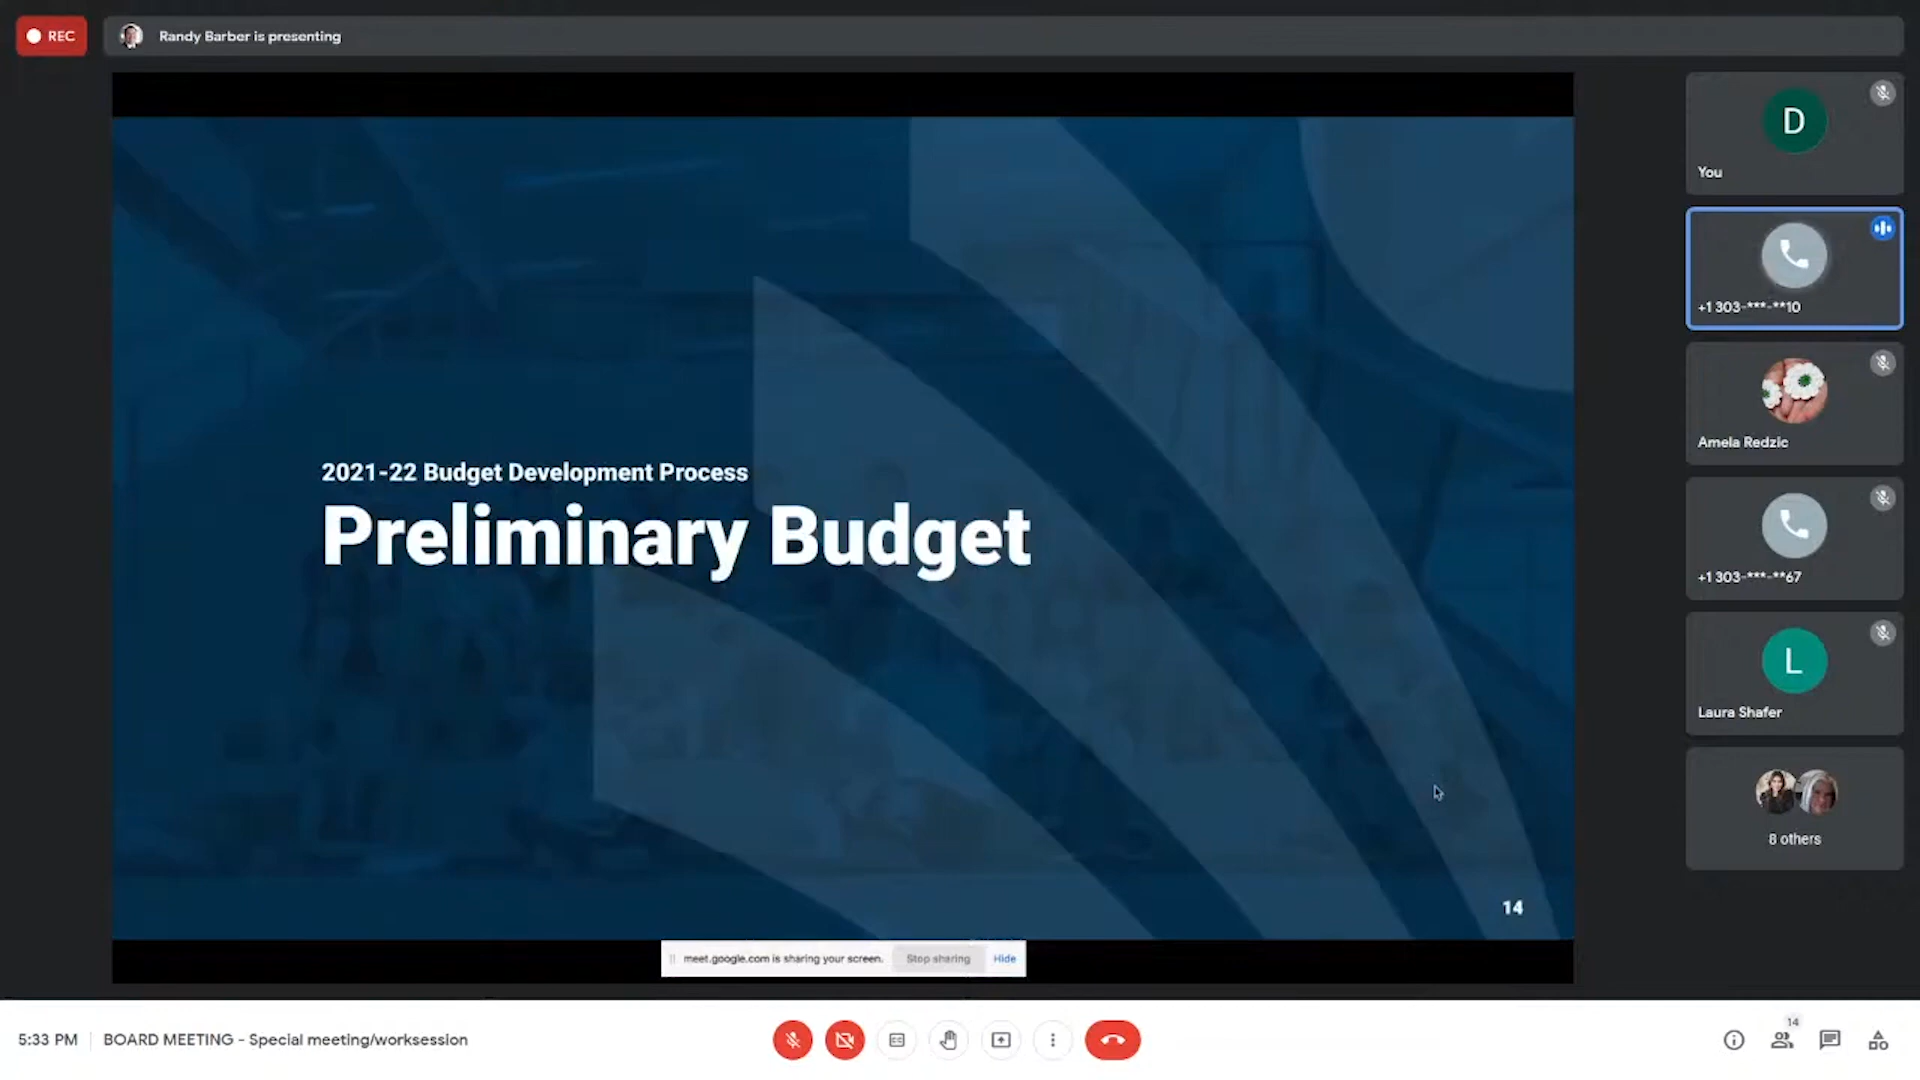 REC
Randy Barber is presenting
D
You
+1 303-***-**10
Amela Redzic
+1 303-***-**67
L
Laura Shafer
8 others
2021-22 Budget Development Process
Preliminary Budget
14
meet.google.com is sharing your screen. Stop sharing Hide
5:33 PM BOARD MEETING - Special meeting/worksession
14